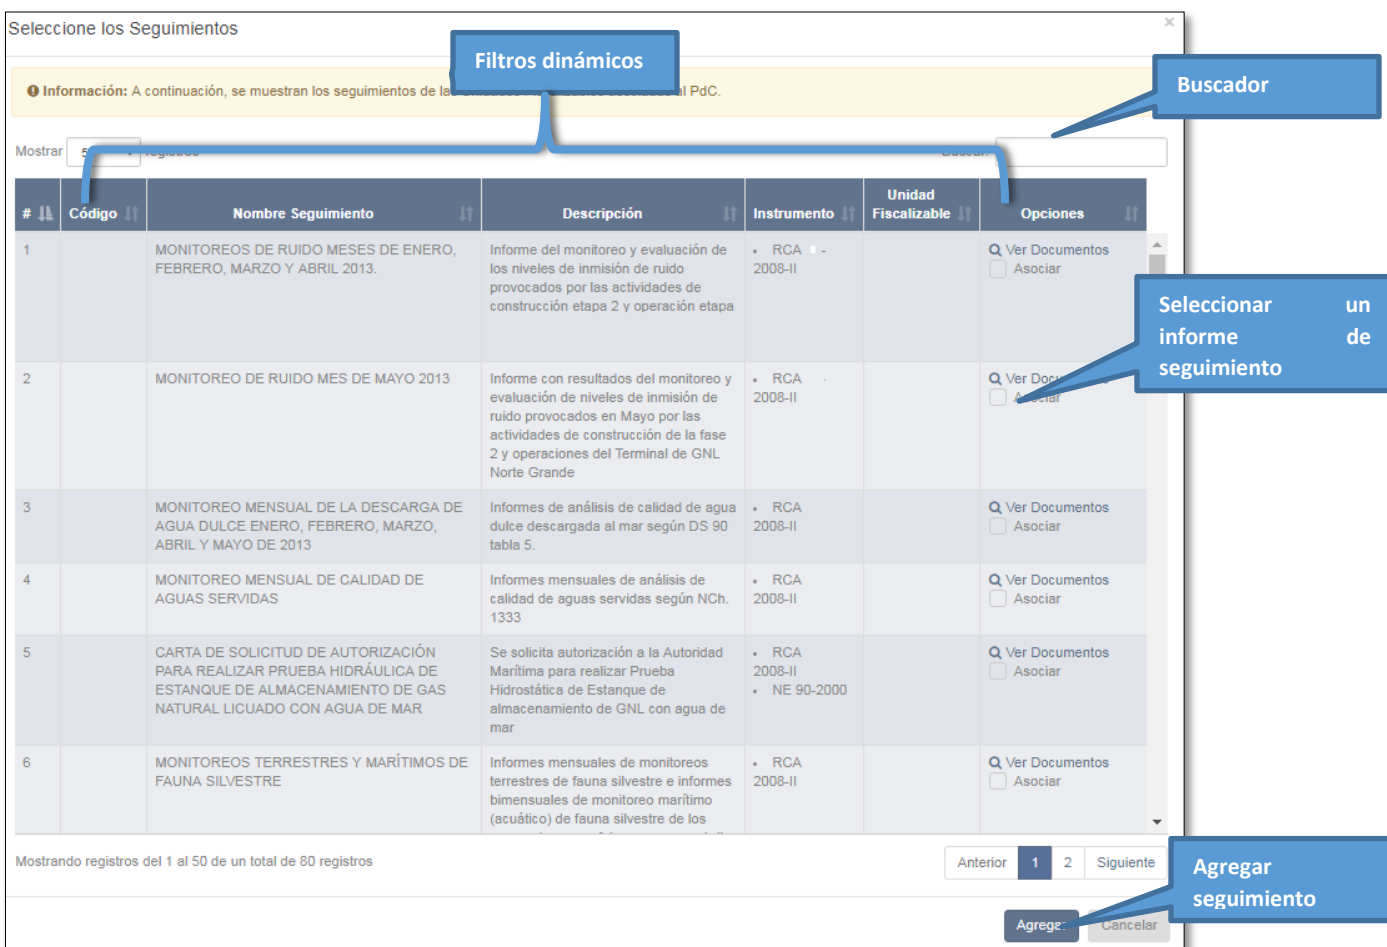 Seleccione los Seguimientos
×
Filtros dinámicos
Buscador
Información: A continuación, se muestran los seguimientos de la
al PdC.
Mostrar
registros
#
Código
Nombre Seguimiento
Descripción
Instrumento
Unidad
Fiscalizable
Opciones
1
MONITOREOS DE RUIDO MESES DE ENERO,
FEBRERO, MARZO Y ABRIL 2013.
Informe del monitoreo y evaluación de
los niveles de inmisión de ruido
provocados por las actividades de
construcción etapa 2 y operación etapa
• RCA -
2008-II
Ver Documentos
Asociar
Seleccionar un
informe de
seguimiento
2
MONITOREO DE RUIDO MES DE MAYO 2013
Informe con resultados del monitoreo y
evaluación de niveles de inmisión de
ruido provocados en Mayo por las
actividades de construcción de la fase
2 y operaciones del Terminal de GNL
Norte Grande
• RCA
2008-II
Ver
Asociar
3
MONITOREO MENSUAL DE LA DESCARGA DE
AGUA DULCE ENERO, FEBRERO, MARZO,
ABRIL Y MAYO DE 2013
Informes de análisis de calidad de agua
dulce descargada al mar según DS 90
tabla 5.
• RCA
2008-II
Ver Documentos
Asociar
4
MONITOREO MENSUAL DE CALIDAD DE
AGUAS SERVIDAS
Informes mensuales de análisis de
calidad de aguas servidas según NCh.
1333
• RCA
2008-II
Ver Documentos
Asociar
5
CARTA DE SOLICITUD DE AUTORIZACIÓN
PARA REALIZAR PRUEBA HIDRÁULICA DE
ESTANQUE DE ALMACENAMIENTO DE GAS
NATURAL LICUADO CON AGUA DE MAR
Se solicita autorización a la Autoridad
Marítima para realizar Prueba
Hidrostática de Estanque de
almacenamiento de GNL con agua de
mar
• RCA
2008-II
• NE 90-2000
Ver Documentos
Asociar
6
MONITOREOS TERRESTRES Y MARÍTIMOS DE
FAUNA SILVESTRE
Informes mensuales de monitoreos
terrestres de fauna silvestre e informes
bimensuales de monitoreo marítimo
(acuático) de fauna silvestre de los
• RCA
2008-II
Ver Documentos
Asociar
Mostrando registros del 1 al 50 de un total de 80 registros
Anterior
1
2
Siguiente
Agregar
seguimiento
Agregar
Cancelar